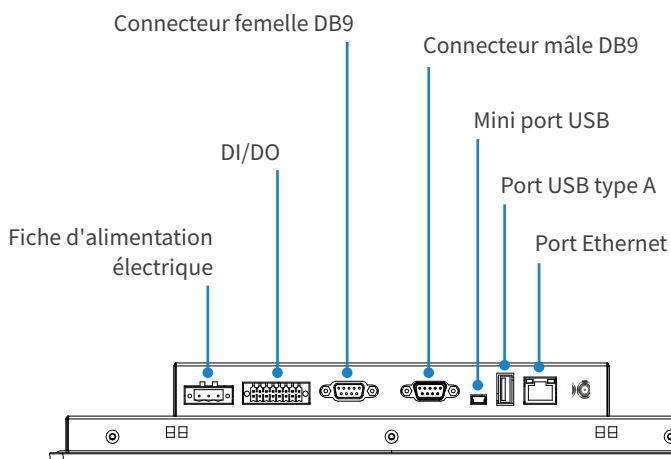 Connecteur femelle DB9
Connecteur mâle DB9
Mini port USB
DI/DO
Port USB type A
Fiche d'alimentation
électrique
Port Ethernet